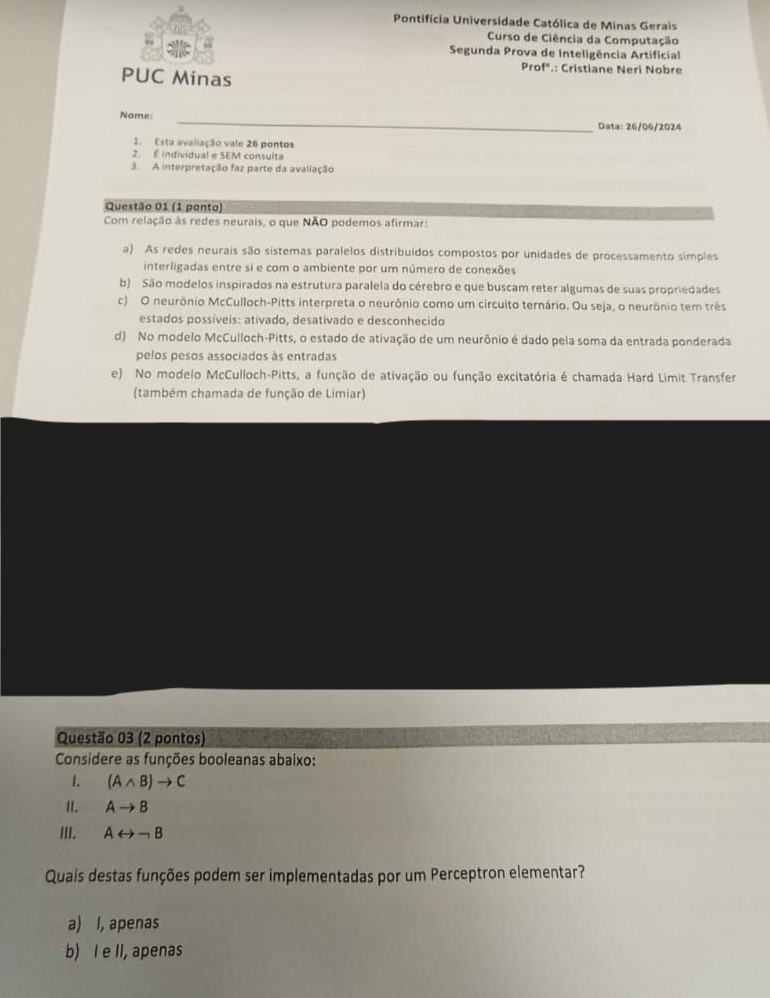 PUC Minas
Pontifícia Universidade Católica de Minas Gerais
Curso de Ciência da Computação
Segunda Prova de Inteligência Artificial
Profª.: Cristiane Neri Nobre
Nome:
Data: 26/06/2024
1. Esta avaliação vale 26 pontos
2. É individual e SEM consulta
3. A interpretação faz parte da avaliação
Questão 01 (1 ponto)
Com relação às redes neurais, o que NÃO podemos afirmar:
a) As redes neurais são sistemas paralelos distribuídos compostos por unidades de processamento simples
interligadas entre si e com o ambiente por um número de conexões
b) São modelos inspirados na estrutura paralela do cérebro e que buscam reter algumas de suas propriedades
c) O neurônio McCulloch-Pitts interpreta o neurônio como um circuito ternário. Ou seja, o neurônio tem três
estados possíveis: ativado, desativado e desconhecido
d) No modelo McCulloch-Pitts, o estado de ativação de um neurônio é dado pela soma da entrada ponderada
pelos pesos associados às entradas
e) No modelo McCulloch-Pitts, a função de ativação ou função excitatória é chamada Hard Limit Transfer
(também chamada de função de Limiar)
Questão 03 (2 pontos)
Considere as funções booleanas abaixo:
I. (A ∧ B) → C
II. A → B
III. A ↔ ¬ B
Quais destas funções podem ser implementadas por um Perceptron elementar?
a) I, apenas
b) I e II, apenas